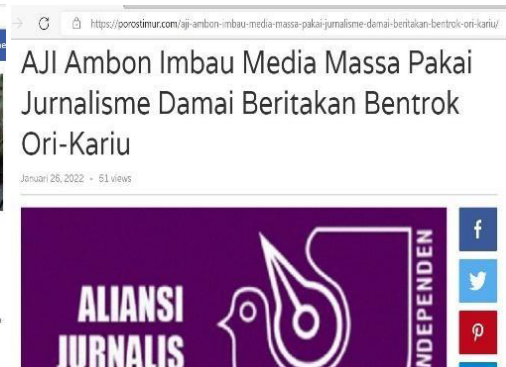 https://porostimur.com/aji-ambon-imbau-media-massa-pakai-jurnalisme-damai-beritakan-bentrok-ori-kariu/
AJI Ambon Imbau Media Massa Pakai
Jurnalisme Damai Beritakan Bentrok
Ori-Kariu
Januari 26, 2022 - 51 views
ALIANSI
JURNALIS
INDEPENDEN